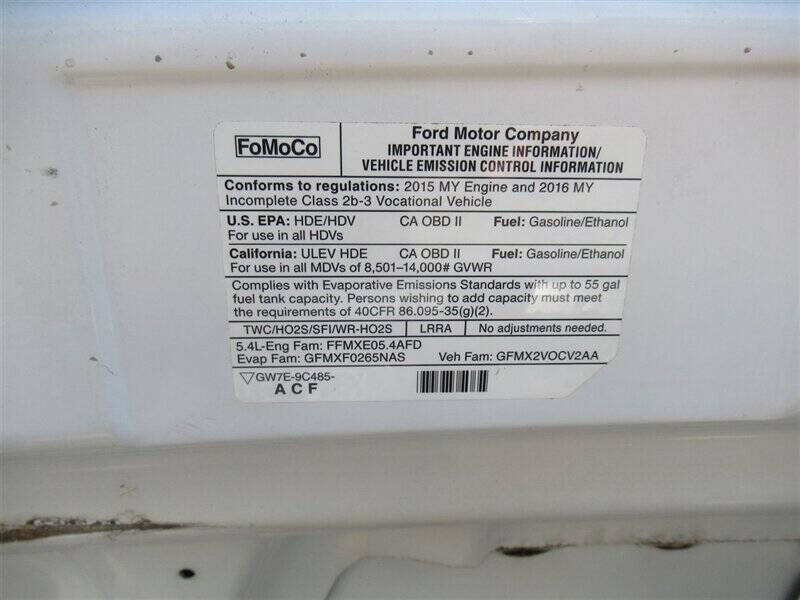 FoMoCo
Ford Motor Company
IMPORTANT ENGINE INFORMATION/
VEHICLE EMISSION CONTROL INFORMATION
Conforms to regulations: 2015 MY Engine and 2016 MY
Incomplete Class 2b-3 Vocational Vehicle
U.S. EPA: HDE/HDV CA OBD II Fuel: Gasoline/Ethanol
For use in all HDVs
California: ULEV HDE CA OBD II Fuel: Gasoline/Ethanol
For use in all MDVs of 8,501–14,000# GVWR
Complies with Evaporative Emissions Standards with up to 55 gal
fuel tank capacity. Persons wishing to add capacity must meet
the requirements of 40CFR 86.095-35(g)(2).
TWC/HO2S/SFI/WR-HO2S LRRA No adjustments needed.
5.4L-Eng Fam: FFMXE05.4AFD
Evap Fam: GFMXF0265NAS Veh Fam: GFMX2VOCV2AA
GW7E-9C485-
A C F